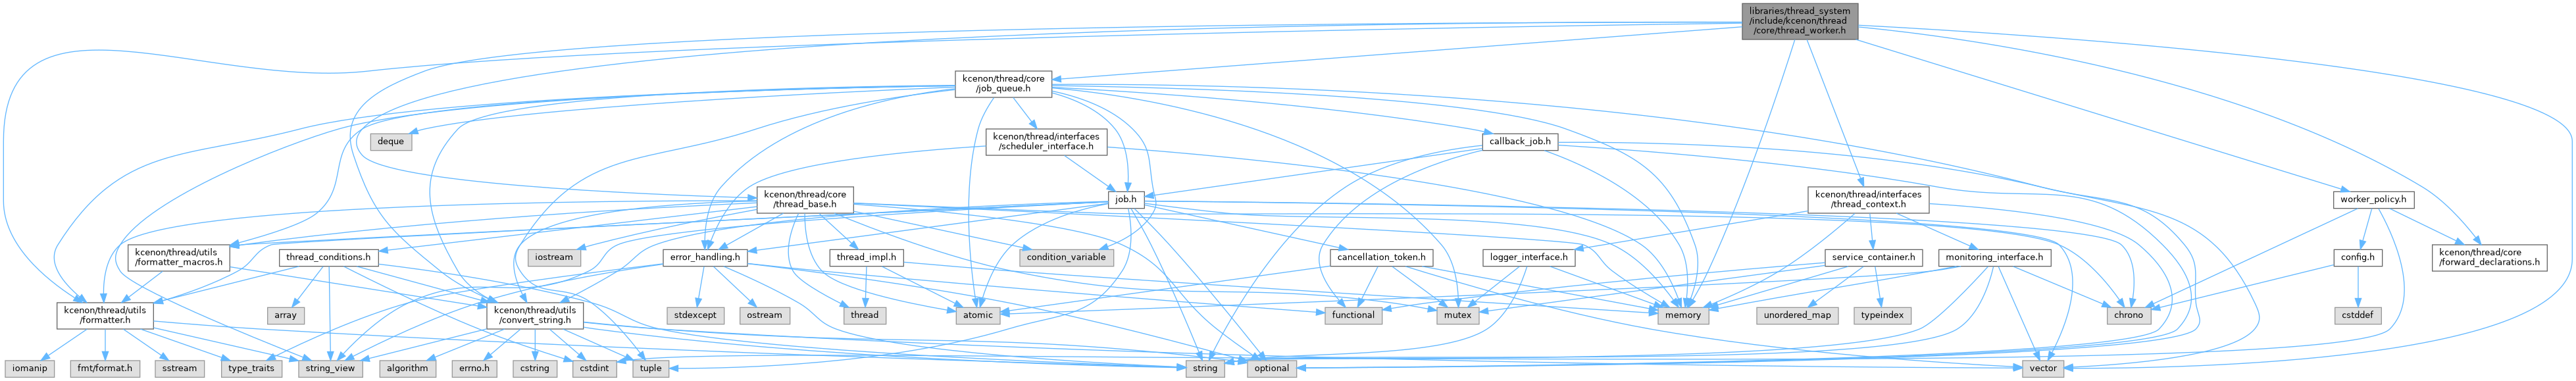 libraries/thread_system
/include/kcenon/thread
/core/thread_worker.h
kcenon/thread/core
/job_queue.h
deque
kcenon/thread/interfaces
/scheduler_interface.h
callback_job.h
kcenon/thread/core
/thread_base.h
job.h
kcenon/thread/interfaces
/thread_context.h
worker_policy.h
kcenon/thread/utils
/formatter_macros.h
thread_conditions.h
iostream
error_handling.h
thread_impl.h
condition_variable
cancellation_token.h
logger_interface.h
service_container.h
monitoring_interface.h
config.h
kcenon/thread/core
/forward_declarations.h
kcenon/thread/utils
/formatter.h
array
kcenon/thread/utils
/convert_string.h
stdexcept
ostream
thread
atomic
functional
mutex
memory
unordered_map
typeindex
chrono
cstddef
iomanip
fmt/format.h
sstream
type_traits
string_view
algorithm
errno.h
cstring
cstdint
tuple
string
optional
vector